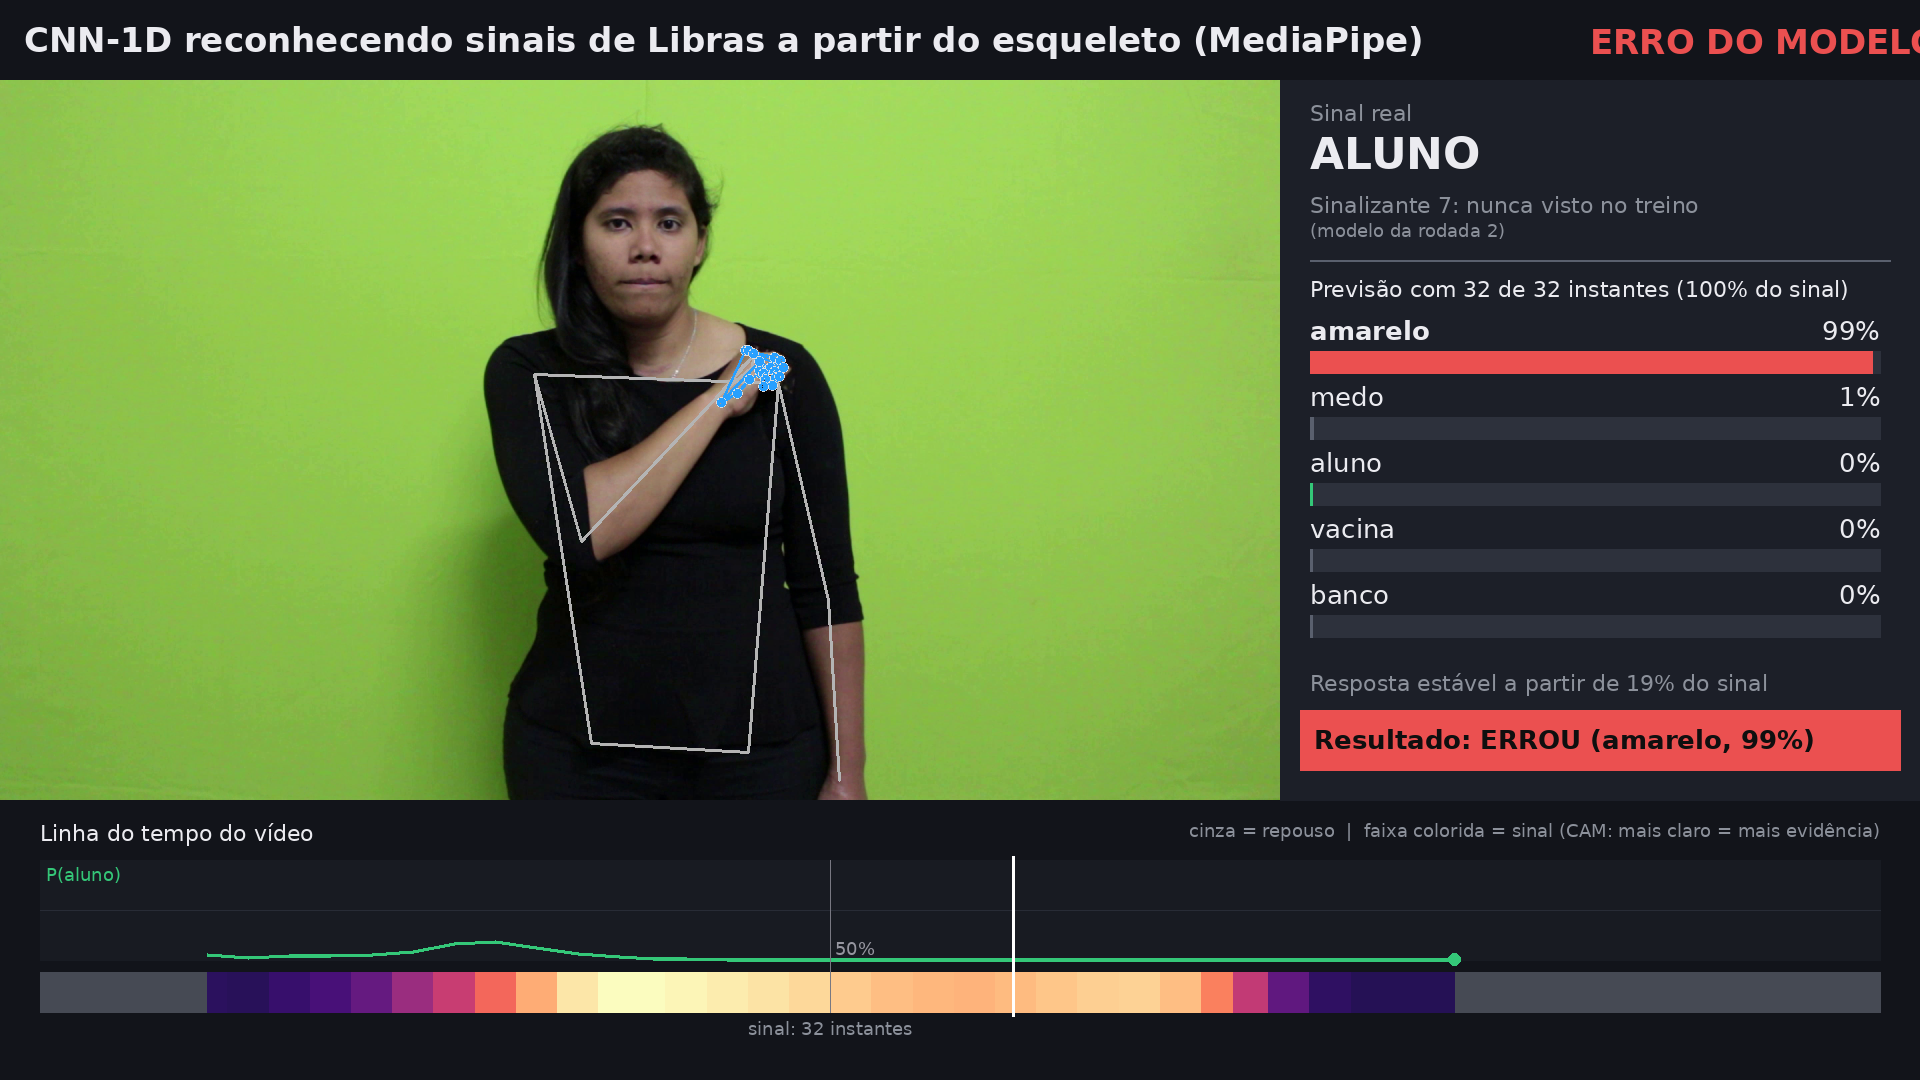 CNN-1D reconhecendo sinais de Libras a partir do esqueleto (MediaPipe)
ERRO DO MODELO
Sinal real
ALUNO
Sinalizante 7: nunca visto no treino
(modelo da rodada 2)
Previsão com 32 de 32 instantes (100% do sinal)
amarelo 99%
medo 1%
aluno 0%
vacina 0%
banco 0%
Resposta estável a partir de 19% do sinal
Resultado: ERROU (amarelo, 99%)
Linha do tempo do vídeo
cinza = repouso | faixa colorida = sinal (CAM: mais claro = mais evidência)
P(aluno)
50%
sinal: 32 instantes